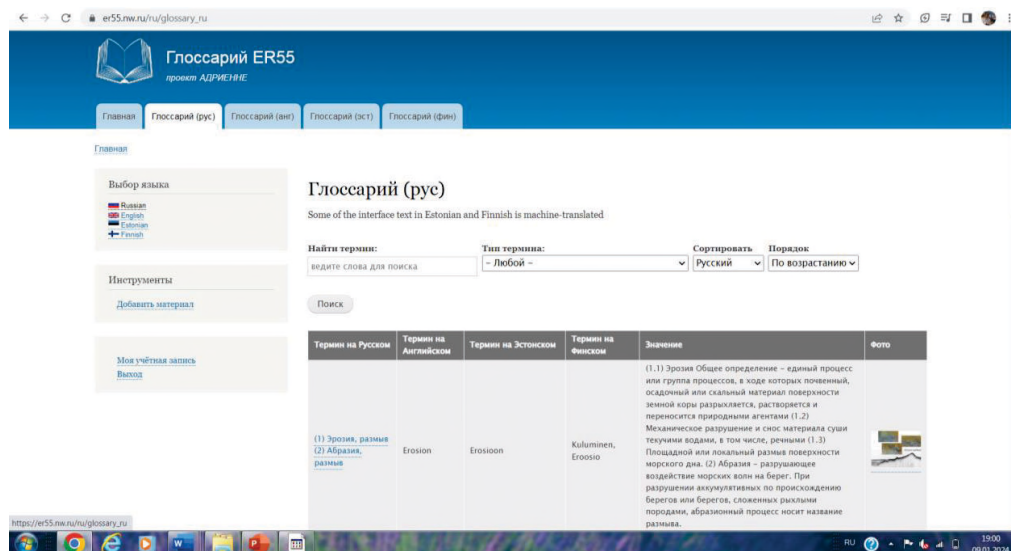 er55.nw.ru/ru/glossary_ru
Глоссарий ER55
проект АДРИЕННЕ
Главная
Глоссарий (рус)
Глоссарий (анг)
Глоссарий (эст)
Глоссарий (фин)
Главная
Выбор языка
Russian
English
Estonian
Finnish
Инструменты
Добавить материал
Моя учётная запись
Выход
Глоссарий (рус)
Some of the interface text in Estonian and Finnish is machine-translated
Найти термин:
Тип термина:
Сортировать
Порядок
ведите слова для поиска
- Любой -
Русский
По возрастанию
Поиск
Термин на Русском
Термин на
Английском
Термин на Эстонском
Термин на
Финском
Значение
Фото
(1) Эрозия, размыв
(2) Абразия,
размыв
Erosion
Erosioon
Kuluminen,
Eroosio
(1.1) Эрозия Общее определение – единый процесс
или группа процессов, в ходе которых почвенный,
осадочный или скальный материал поверхности
земной коры разрыхляется, растворяется и
переносится природными агентами (1.2)
Механическое разрушение и снос материала суши
текучими водами, в том числе, речными (1.3)
Площадной или локальный размыв поверхности
морского дна. (2) Абразия – разрушающее
воздействие морских волн на берег. При
разрушении аккумулятивных по происхождению
берегов или берегов, сложенных рыхлыми
породами, абразионный процесс носит название
размыва.
https://er55.nw.ru/ru/glossary_ru
RU
19:00
09.01.2024